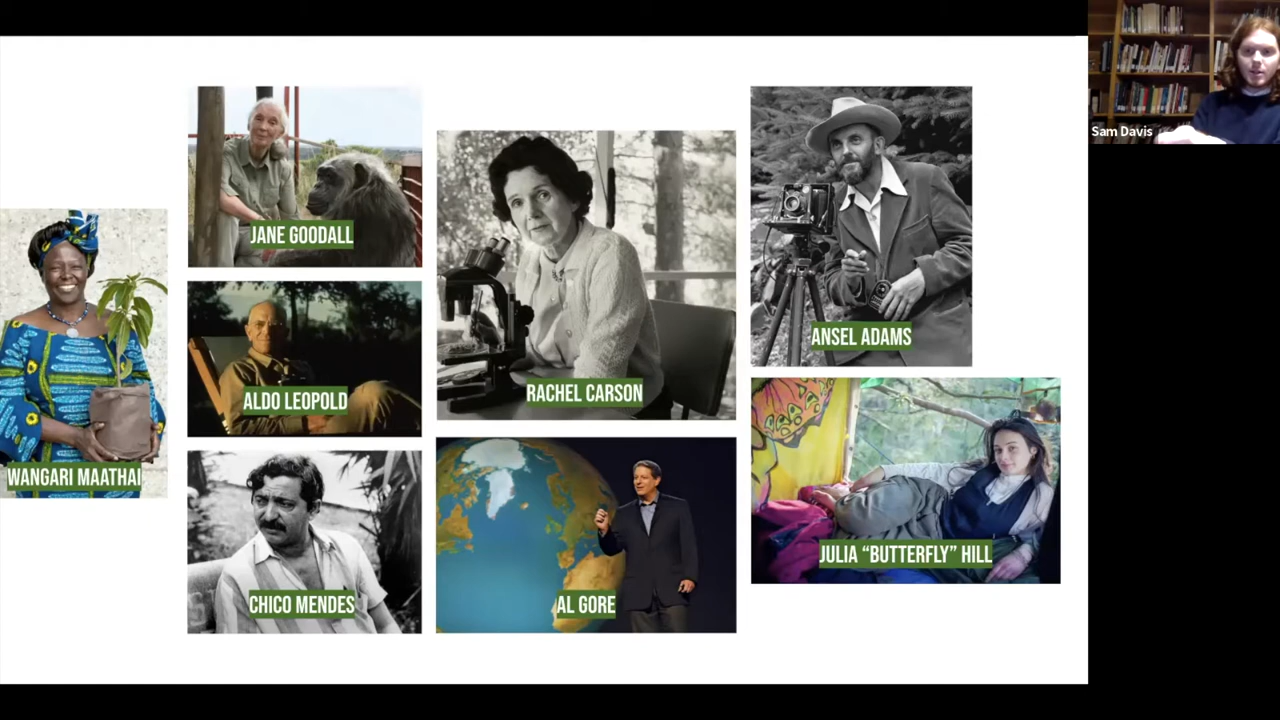 JANE GOODALL
RACHEL CARSON
ANSEL ADAMS
Sam Davis
WANGARI MAATHAI
ALDO LEOPOLD
CHICO MENDES
AL GORE
JULIA “BUTTERFLY” HILL